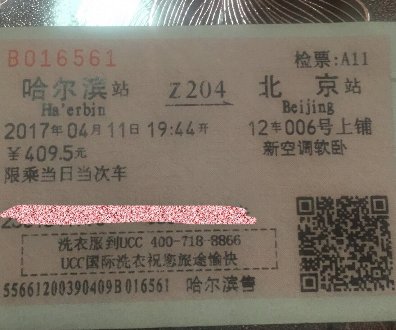 B016561 检票:A11
哈尔滨站 Z204 北京站
Ha'erbin Beijing
2017年04月11日19:44开 12车006号上铺
￥409.5元 新空调软卧
限乘当日当次车
洗衣服到UCC 400-718-8866
UCC国际洗衣祝您旅途愉快
55661200390409B016561 哈尔滨售